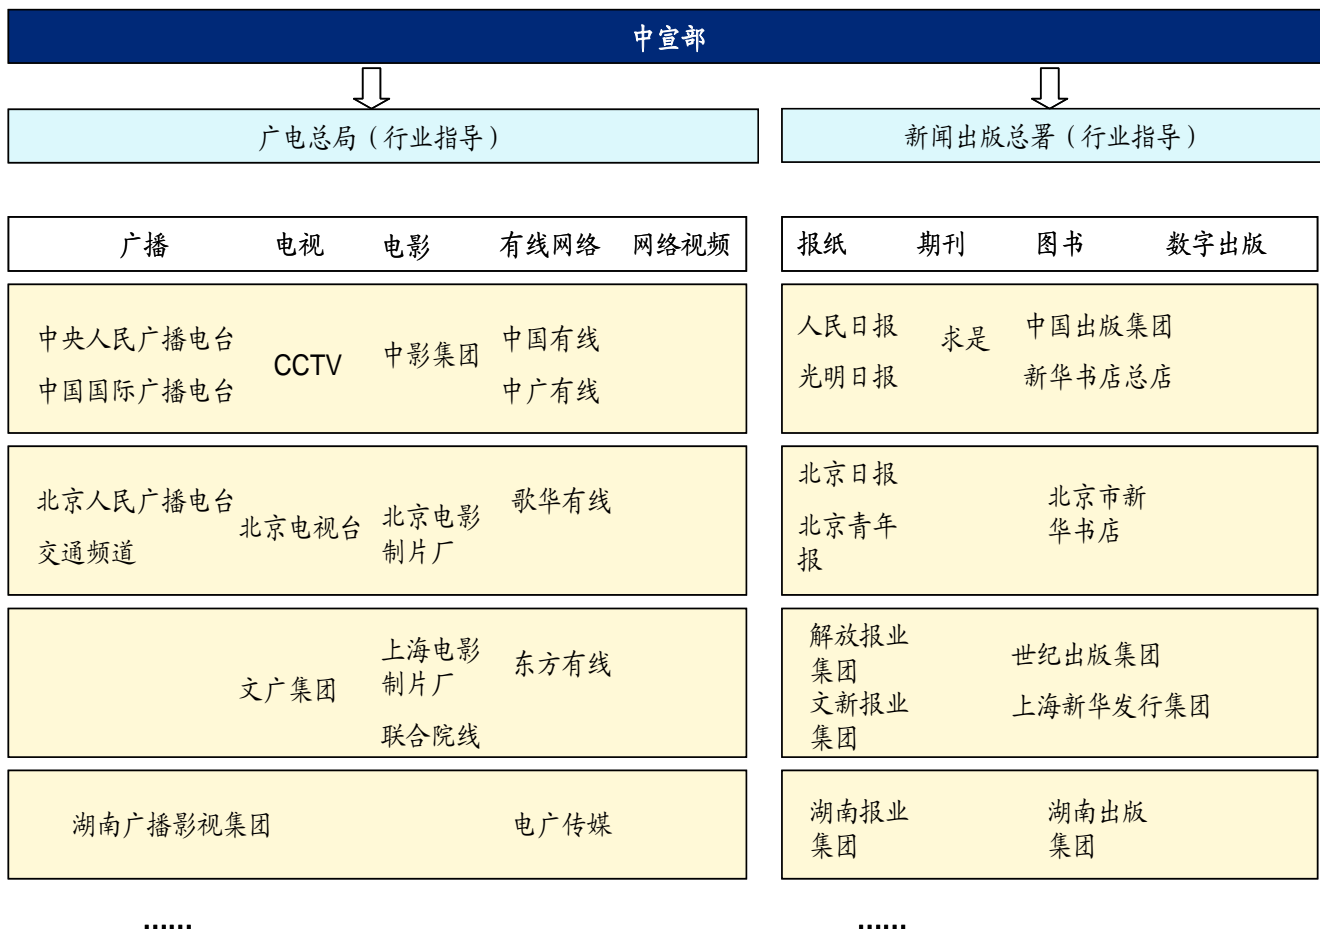 中宣部
广电总局（行业指导）
新闻出版总署（行业指导）
广播 电视 电影 有线网络 网络视频
报纸 期刊 图书 数字出版
中央人民广播电台
中国国际广播电台
CCTV
中影集团
中国有线
中广有线
人民日报
光明日报
求是
中国出版集团
新华书店总店
北京人民广播电台
交通频道
北京电视台
北京电影
制片厂
歌华有线
北京日报
北京青年
报
北京市新
华书店
文广集团
上海电影
制片厂
联合院线
东方有线
解放报业
集团
文新报业
集团
世纪出版集团
上海新华发行集团
湖南广播影视集团
电广传媒
湖南报业
集团
湖南出版
集团
......
......